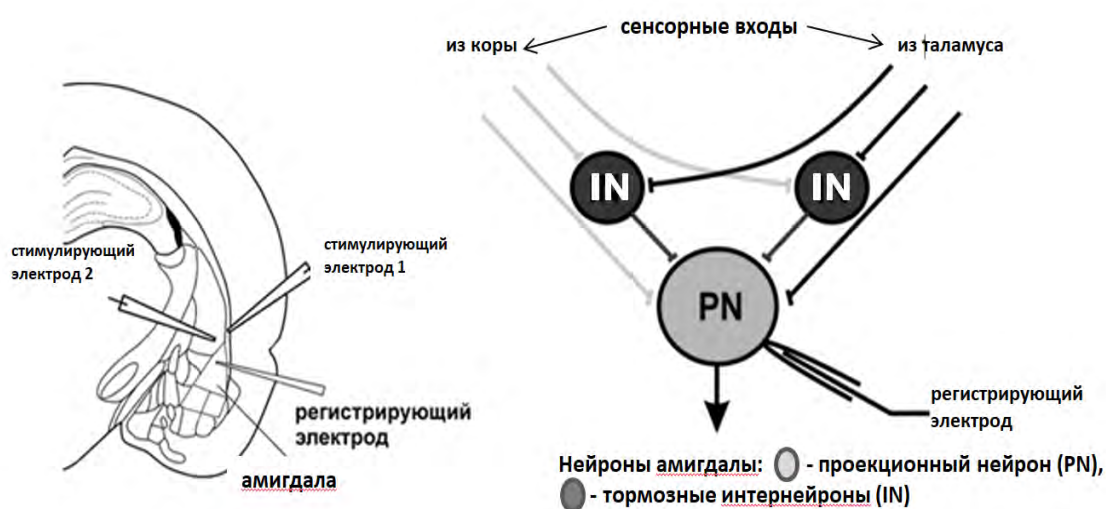 сенсорные входы
из коры
из таламуса
стимулирующий
электрод 2
стимулирующий
электрод 1
регистрирующий
электрод
амигдала
IN
IN
PN
регистрирующий
электрод
Нейроны амигдалы: - проекционный нейрон (PN),
- тормозные интернейроны (IN)